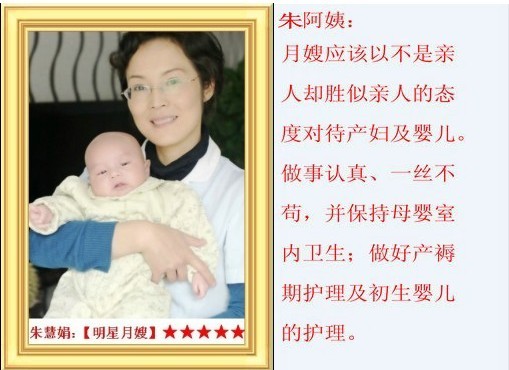 朱阿姨：
月嫂应该以不是亲
人却胜似亲人的态
度对待产妇及婴儿。
做事认真、一丝不
苟，并保持母婴室
内卫生；做好产褥
期护理及初生婴儿
的护理。
朱慧娟：【明星月嫂】★★★★★